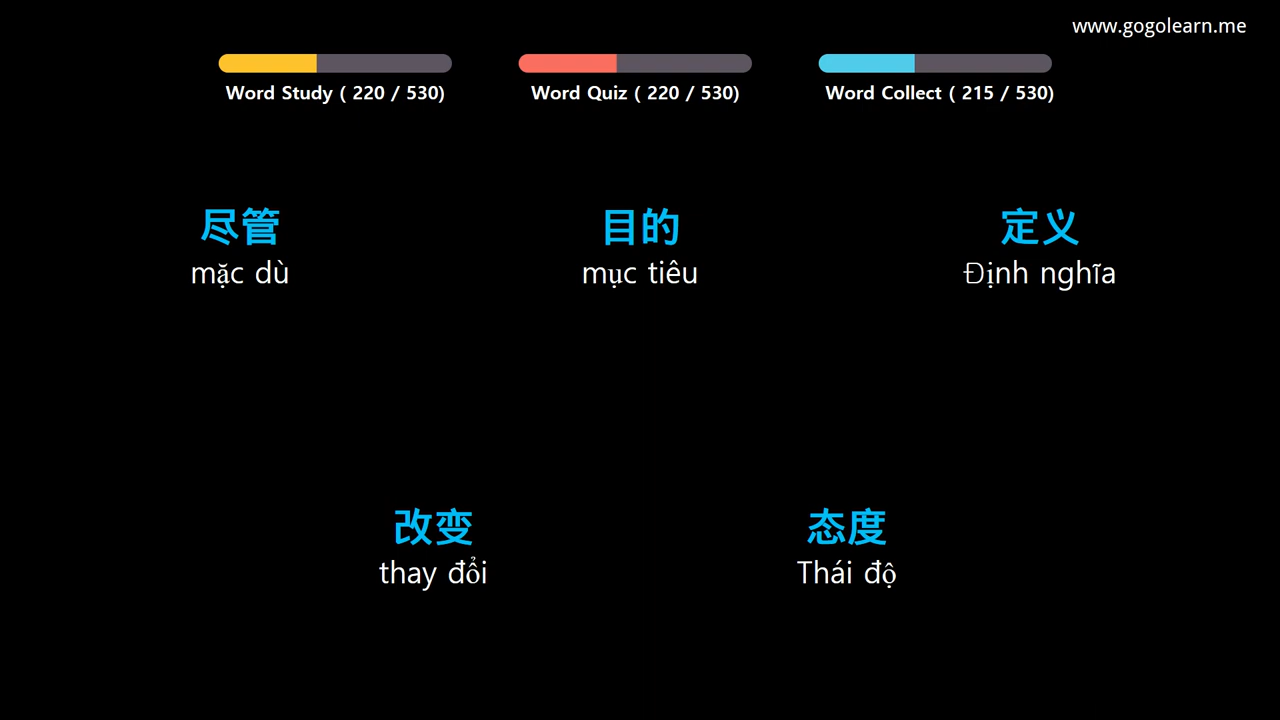 www.gogolearn.me
Word Study ( 220 / 530)
Word Quiz ( 220 / 530)
Word Collect ( 215 / 530)
尽管
mặc dù
目的
mục tiêu
定义
Định nghĩa
改变
thay đổi
态度
Thái độ